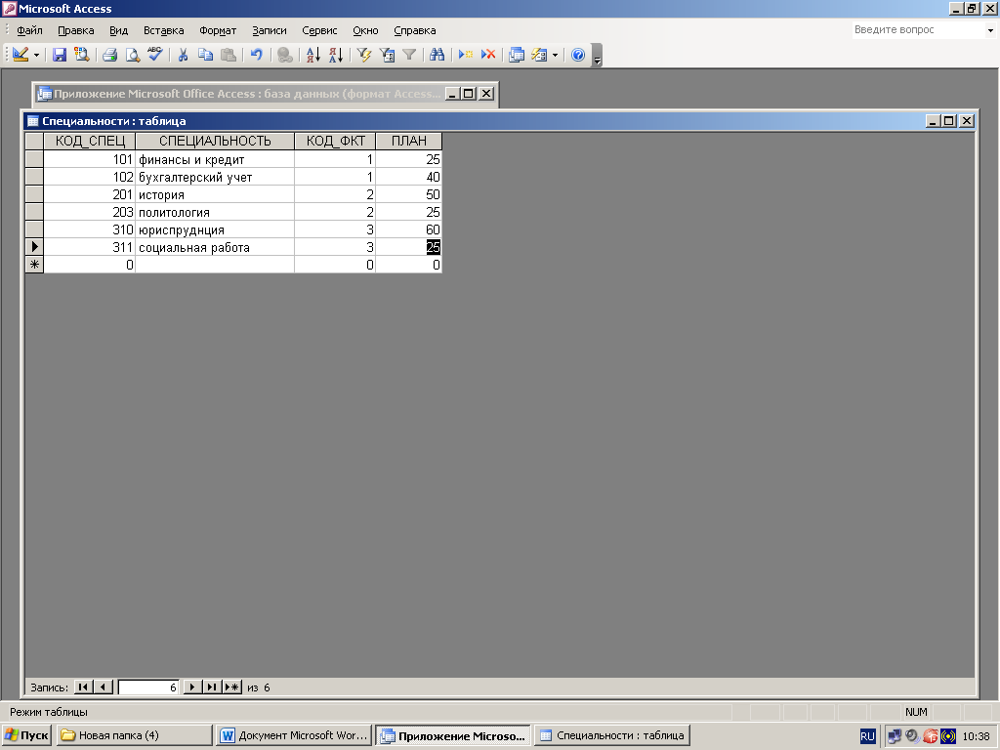 Microsoft Access
Файл Правка Вид Вставка Формат Записи Сервис Окно Справка Введите вопрос
Приложение Microsoft Office Access : база данных (формат Access...
Специальности : таблица
КОД_СПЕЦ СПЕЦИАЛЬНОСТЬ КОД_ФКТ ПЛАН
101 финансы и кредит 1 25
102 бухгалтерский учет 1 40
201 история 2 50
203 политология 2 25
310 юриспруднция 3 60
311 социальная работа 3 25
0 0 0
Запись: 6 из 6
Режим таблицы NUM
Пуск Новая папка (4) Документ Microsoft Wor... Приложение Microso... Специальности : таблица RU 10:38